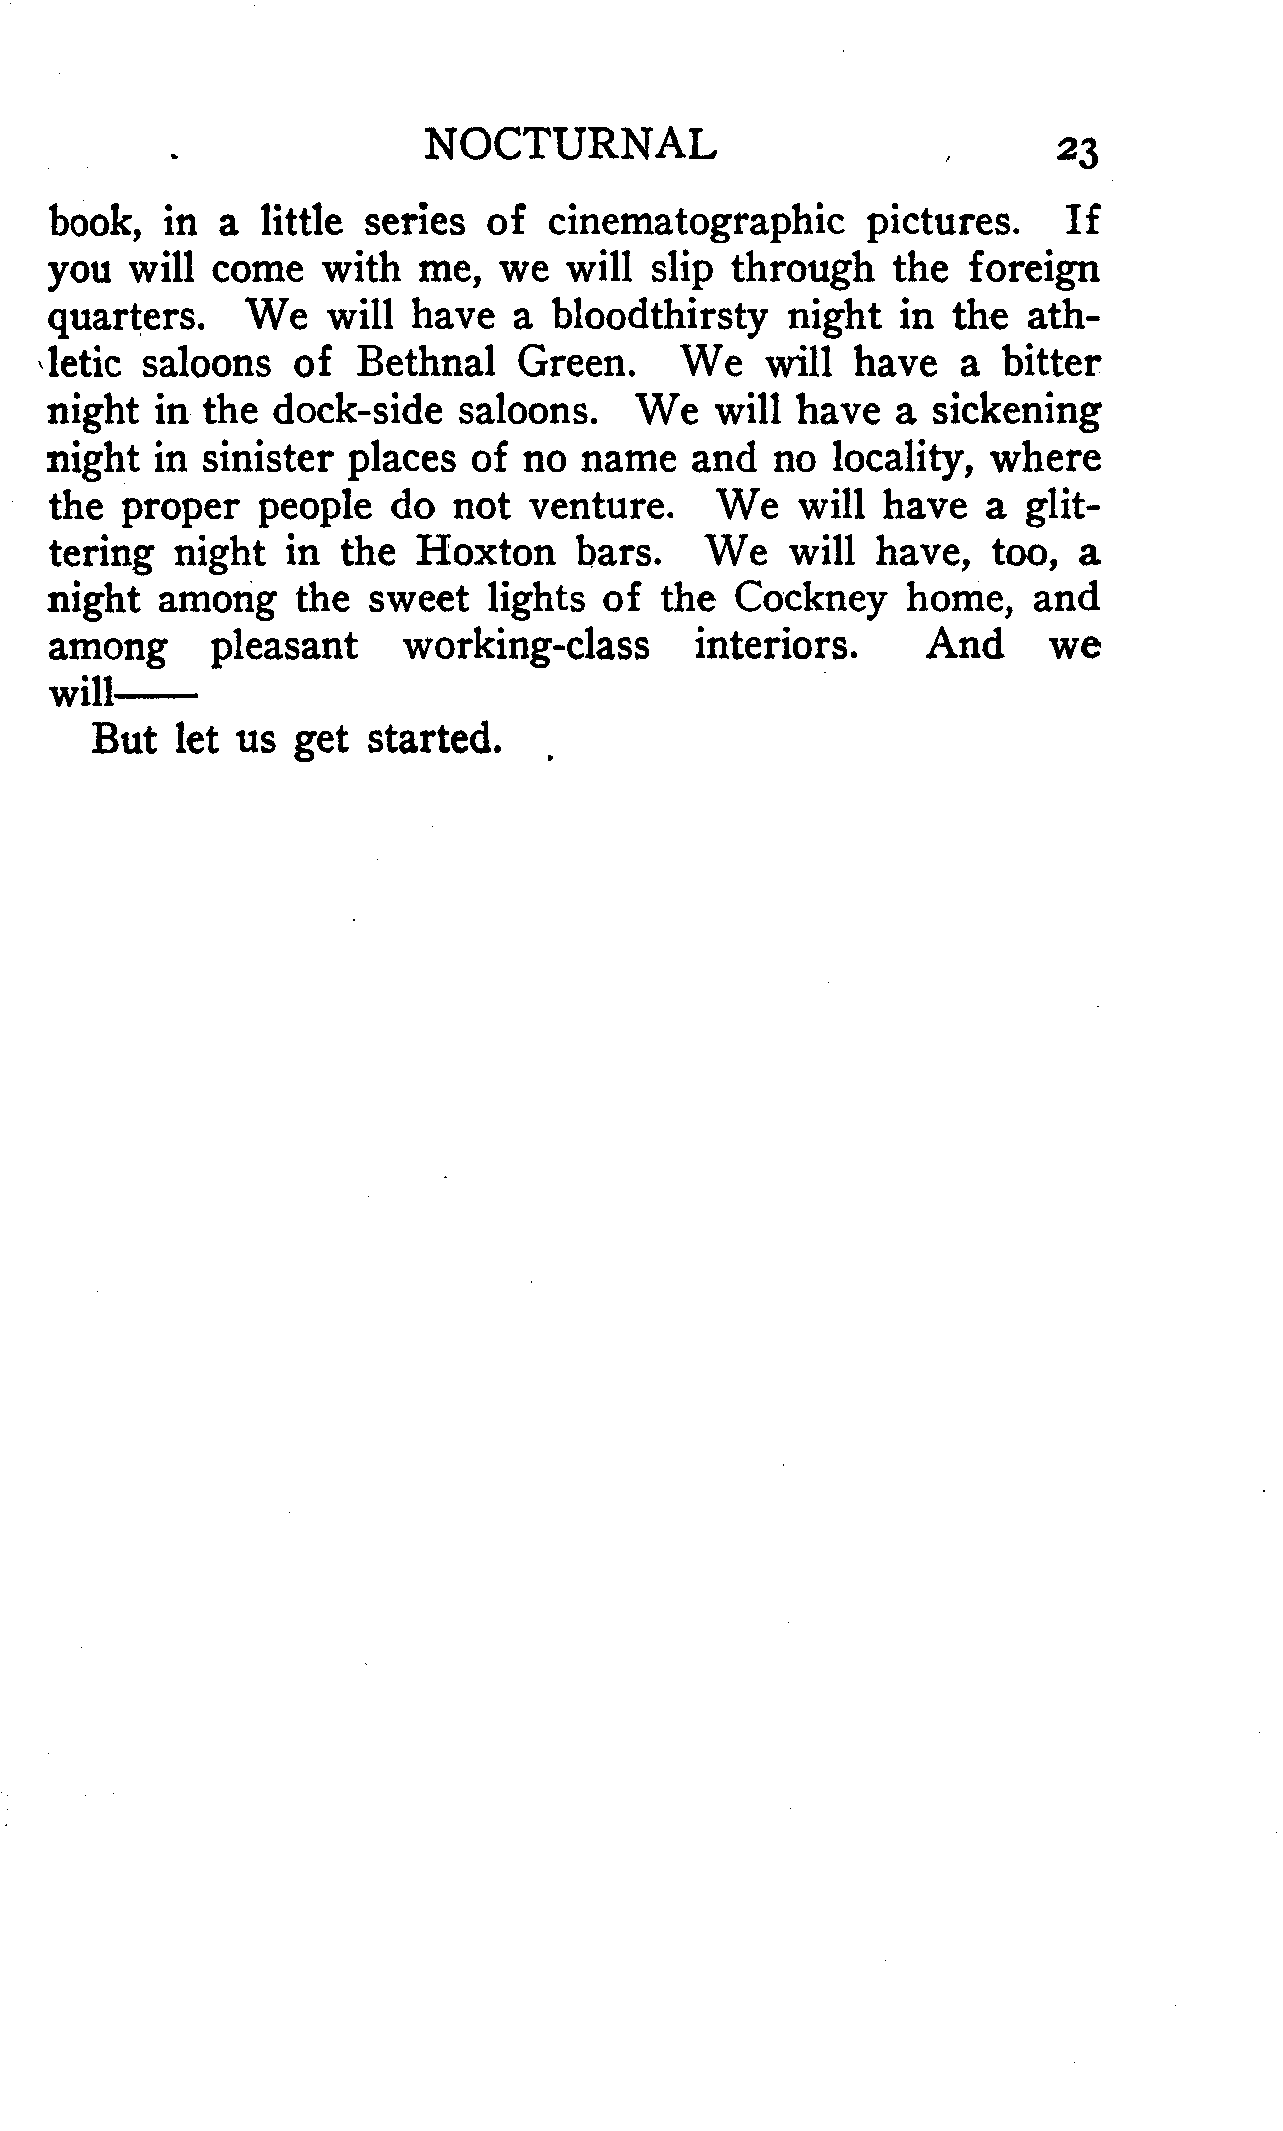 NOCTURNAL 23
book, in a little series of cinematographic pictures. If
you will come with me, we will slip through the foreign
quarters. We will have a bloodthirsty night in the ath-
letic saloons of Bethnal Green. We will have a bitter
night in the dock-side saloons. We will have a sickening
night in sinister places of no name and no locality, where
the proper people do not venture. We will have a glit-
tering night in the Hoxton bars. We will have, too, a
night among the sweet lights of the Cockney home, and
among pleasant working-class interiors. And we
will——
But let us get started.